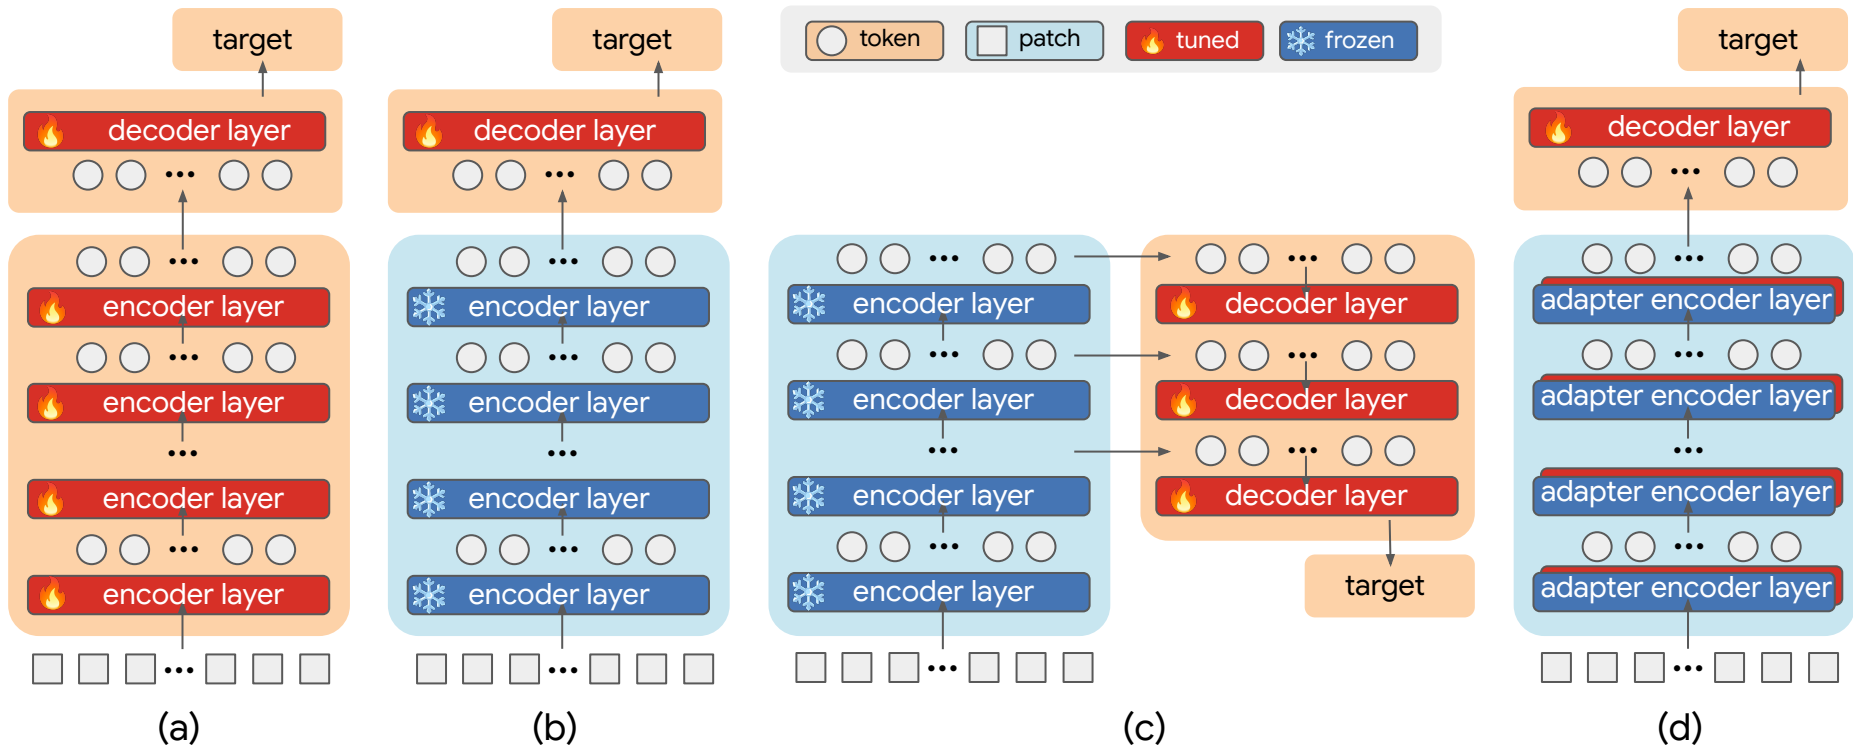 target
decoder layer
encoder layer
encoder layer
encoder layer
encoder layer
(a)
target
decoder layer
encoder layer
encoder layer
encoder layer
encoder layer
(b)
token
patch
tuned
frozen
encoder layer
encoder layer
encoder layer
encoder layer
decoder layer
decoder layer
decoder layer
target
(c)
target
decoder layer
adapter encoder layer
adapter encoder layer
adapter encoder layer
adapter encoder layer
(d)